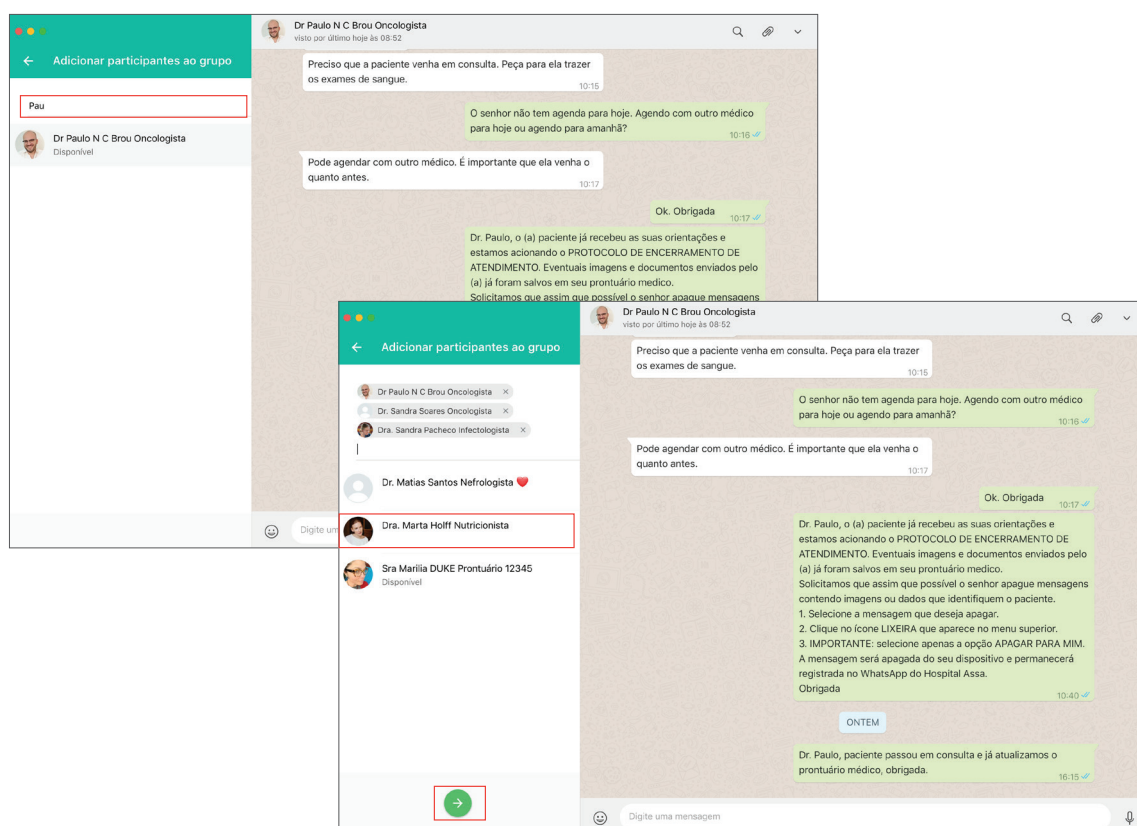 Adicionar participantes ao grupo
Pau
Dr Paulo N C Brou Oncologista
Disponível
Dr Paulo N C Brou Oncologista
visto por último hoje às 08:52
Preciso que a paciente venha em consulta. Peça para ela trazer
os exames de sangue.
10:15
O senhor não tem agenda para hoje. Agendo com outro médico
para hoje ou agendo para amanhã?
10:16
Pode agendar com outro médico. É importante que ela venha o
quanto antes.
10:17
Ok. Obrigada
10:17
Dr. Paulo, o (a) paciente já recebeu as suas orientações e
estamos acionando o PROTOCOLO DE ENCERRAMENTO DE
ATENDIMENTO. Eventuais imagens e documentos enviados pelo
(a) já foram salvos em seu prontuário medico.
Solicitamos que assim que possível o senhor apague mensagens
Digite um
Adicionar participantes ao grupo
Dr Paulo N C Brou Oncologista ×
Dr. Sandra Soares Oncologista ×
Dra. Sandra Pacheco Infectologista ×
Dr. Matias Santos Nefrologista ❤️
Dra. Marta Holff Nutricionista
Sra Marilia DUKE Prontuário 12345
Disponível
Dr Paulo N C Brou Oncologista
visto por último hoje às 08:52
Preciso que a paciente venha em consulta. Peça para ela trazer
os exames de sangue.
10:15
O senhor não tem agenda para hoje. Agendo com outro médico
para hoje ou agendo para amanhã?
10:16
Pode agendar com outro médico. É importante que ela venha o
quanto antes.
10:17
Ok. Obrigada
10:17
Dr. Paulo, o (a) paciente já recebeu as suas orientações e
estamos acionando o PROTOCOLO DE ENCERRAMENTO DE
ATENDIMENTO. Eventuais imagens e documentos enviados pelo
(a) já foram salvos em seu prontuário medico.
Solicitamos que assim que possível o senhor apague mensagens
contendo imagens ou dados que identifiquem o paciente.
1. Selecione a mensagem que deseja apagar.
2. Clique no ícone LIXEIRA que aparece no menu superior.
3. IMPORTANTE: selecione apenas a opção APAGAR PARA MIM.
A mensagem será apagada do seu dispositivo e permanecerá
registrada no WhatsApp do Hospital Assa.
Obrigada
10:40
ONTEM
Dr. Paulo, paciente passou em consulta e já atualizamos o
prontuário médico, obrigada.
16:15
Digite uma mensagem